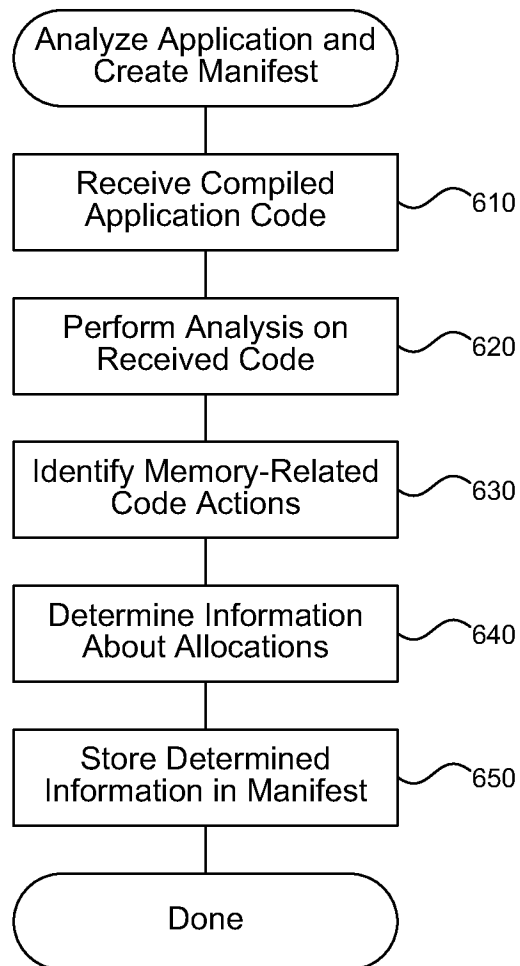 Analyze Application and
Create Manifest
Receive Compiled
Application Code
610
Perform Analysis on
Received Code
620
Identify Memory-Related
Code Actions
630
Determine Information
About Allocations
640
Store Determined
Information in Manifest
650
Done